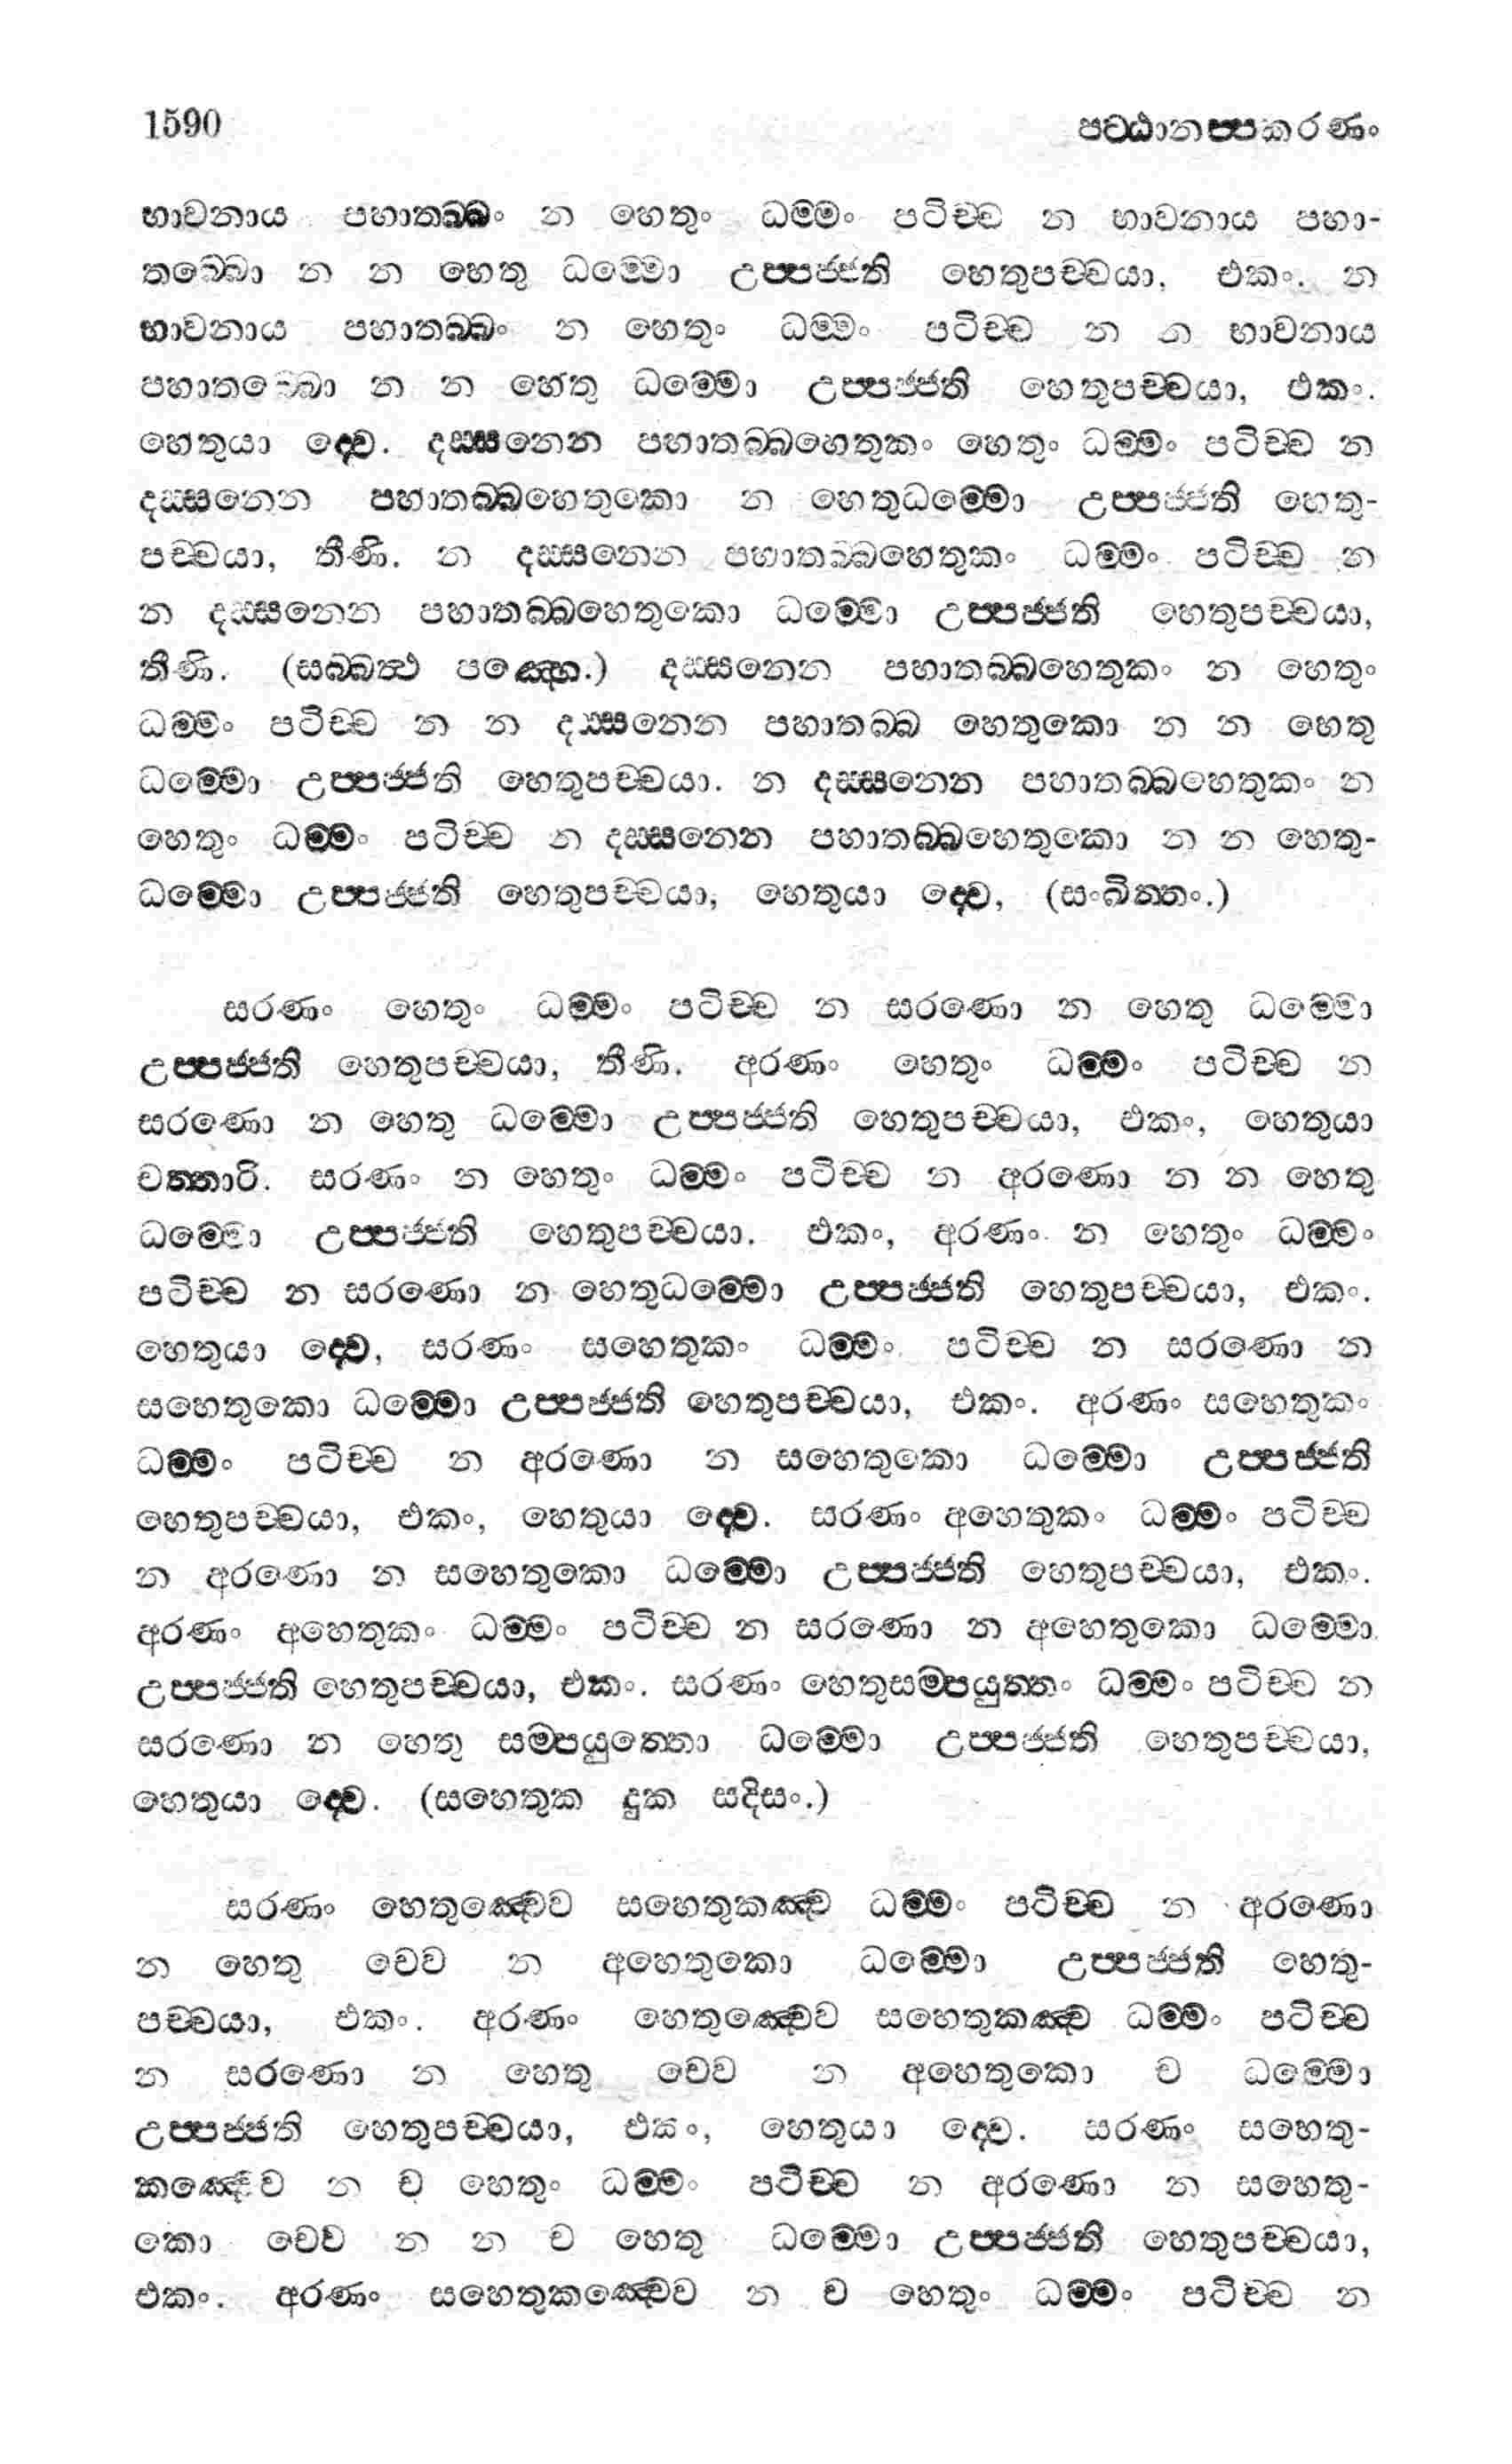 1590 පට්ඨානප්පකරණං
භාවනාය පහාතබ්බං න හෙතුං ධම්මං පටිච්ච න භාවනාය පහා-
තබ්බො න න හෙතු ධම්මො උප්පජ්ජති හෙතුපච්චයා, එකං. න
භාවනාය පහාතබ්බං න හෙතුං ධම්මං පටිච්ච න න භාවනාය
පහාතබ්බො න න හේතු ධම්මො උප්පජ්ජති හෙතුපච්චයා, එකං.
හෙතුයා ද්වෙ. දස්සනෙන පහාතබ්බහෙතුකං හෙතුං ධම්මං පටිච්ච න
දස්සනෙන පහාතබ්බහෙතුකො න හෙතුධම්මො උප්පජ්ජති හෙතු-
පච්චයා, තීණි. න දස්සනෙන පහාතබ්බහෙතුකං ධම්මං පටිච්ච න
න දස්සනෙන පහාතබ්බහෙතුකො ධම්මො උප්පජ්ජති හෙතුපච්චයා,
තීණි. (සබ්බත්ථ පඤ්හෙ.) දස්සනෙන පහාතබ්බහෙතුකං න හෙතුං
ධම්මං පටිච්ච න න දස්සනෙන පහාතබ්බ හෙතුකො න න හෙතු
ධම්මො උප්පජ්ජති හෙතුපච්චයා. න දස්සනෙන පහාතබ්බහෙතුකං න
හෙතුං ධම්මං පටිච්ච න දස්සනෙන පහාතබ්බහෙතුකො න න හෙතු-
ධම්මො උප්පජ්ජති හෙතුපච්චයා, හෙතුයා ද්වෙ, (සංඛිත්තං.)
සරණං හෙතුං ධම්මං පටිච්ච න සරණො න හෙතු ධම්මො
උප්පජ්ජති හෙතුපච්චයා, තීණි. අරණං හෙතුං ධම්මං පටිච්ච න
සරණො න හෙතු ධම්මො උප්පජ්ජති හෙතුපච්චයා, එකං, හෙතුයා
චත්තාරි. සරණං න හෙතුං ධම්මං පටිච්ච න අරණො න න හෙතු
ධම්මො උප්පජ්ජති හෙතුපච්චයා. එකං, අරණං න හෙතුං ධම්මං
පටිච්ච න සරණො න හෙතුධම්මො උප්පජ්ජති හෙතුපච්චයා, එකං.
හෙතුයා ද්වෙ, සරණං සහෙතුකං ධම්මං පටිච්ච න සරණො න
සහෙතුකො ධම්මො උප්පජ්ජති හෙතුපච්චයා, එකං. අරණං සහෙතුකං
ධම්මං පටිච්ච න අරණො න සහෙතුකො ධම්මො උප්පජ්ජති
හෙතුපච්චයා, එකං, හෙතුයා ද්වෙ. සරණං අහෙතුකං ධම්මං පටිච්ච
න අරණො න සහෙතුකො ධම්මො උප්පජ්ජති හෙතුපච්චයා, එකං.
අරණං අහෙතුකං ධම්මං පටිච්ච න සරණො න අහෙතුකො ධම්මො
උප්පජ්ජති හෙතුපච්චයා, එකං. සරණං හෙතුසම්පයුත්තං ධම්මං පටිච්ච න
සරණො න හෙතු සම්පයුත්තො ධම්මො උප්පජ්ජති හෙතුපච්චයා,
හෙතුයා ද්වෙ. (සහෙතුක දුක සදිසං.)
සරණං හෙතුඤ්චෙව සහෙතුකඤ්ච ධම්මං පටිච්ච න අරණො
න හෙතු චෙව න අහෙතුකො ධම්මො උප්පජ්ජති හෙතු-
පච්චයා, එකං. අරණං හෙතුඤ්චෙව සහෙතුකඤ්ච ධම්මං පටිච්ච
න සරණො න හෙතු චෙව න අහෙතුකො ච ධම්මො
උප්පජ්ජති හෙතුපච්චයා, එකං, හෙතුයා ද්වෙ. සරණං සහෙතු-
කඤ්චෙව න ච හෙතුං ධම්මං පටිච්ච න අරණො න සහෙතු-
කො චෙව න න ච හෙතු ධම්මො උප්පජ්ජති හෙතුපච්චයා,
එකං. අරණං සහෙතුකඤ්චෙව න ච හෙතුං ධම්මං පටිච්ච න